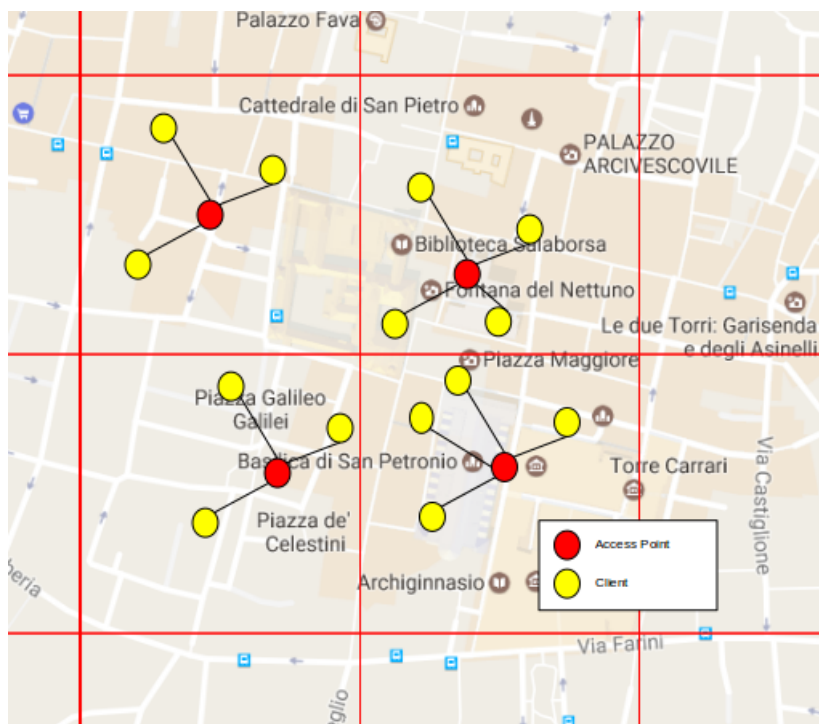 Palazzo Fava
Cattedrale di San Pietro
PALAZZO
ARCIVESCOVILE
Biblioteca Salaborsa
Fontana del Nettuno
Le due Torri: Garisenda
e degli Asinelli
Piazza Maggiore
Piazza Galileo
Galilei
Basilica di San Petronio
Torre Carrari
Via Castiglione
Piazza de'
Celestini
Access Point
Client
Archiginnasio
Via Farini